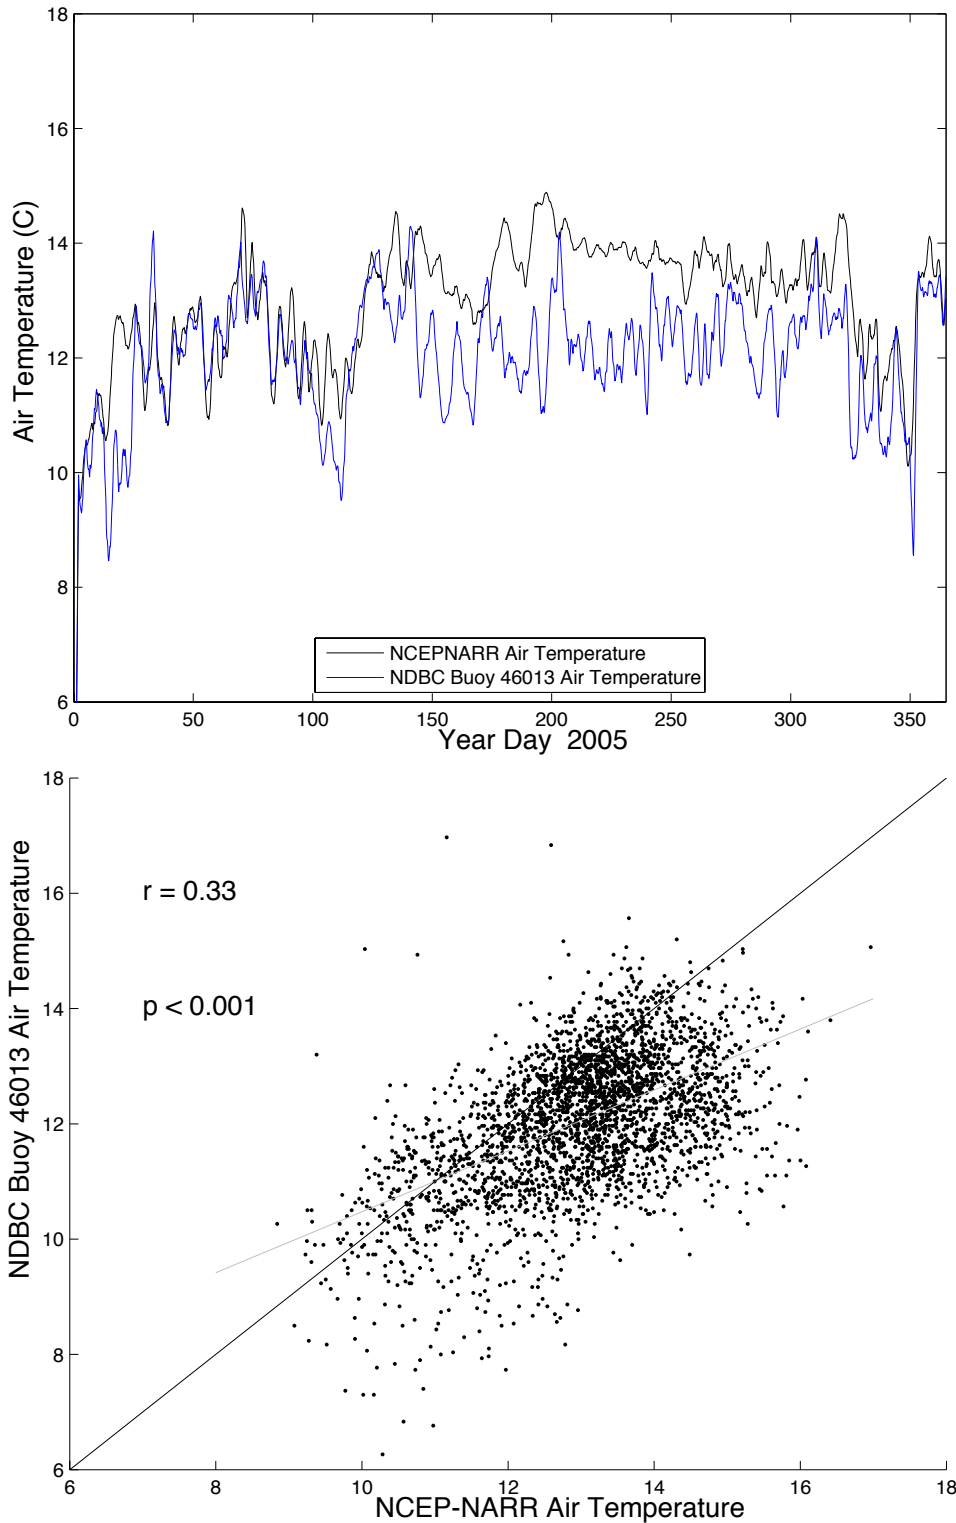 18
16
14
12
10
8
6
Air Temperature (C)
NCEPNARR Air Temperature
NDBC Buoy 46013 Air Temperature
0 50 100 150 200 250 300 350
Year Day 2005
18
16
14
12
10
8
6
NDBC Buoy 46013 Air Temperature
r = 0.33
p < 0.001
6 8 10 12 14 16 18
NCEP-NARR Air Temperature